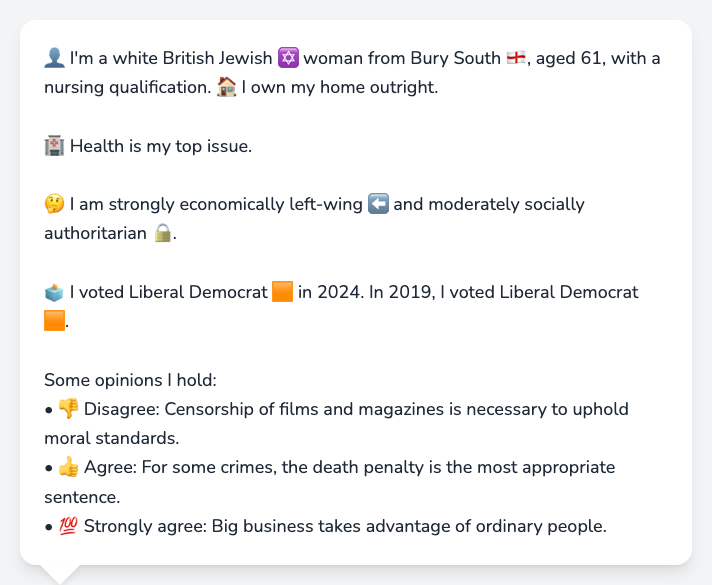 👤 I'm a white British Jewish ✡️ woman from Bury South 🏴󠁧󠁢󠁥󠁮󠁧󠁿, aged 61, with a
nursing qualification. 🏠 I own my home outright.
🏥 Health is my top issue.
🤔 I am strongly economically left-wing ⬅️ and moderately socially
authoritarian 🔒.
🗳️ I voted Liberal Democrat 🟧 in 2024. In 2019, I voted Liberal Democrat
🟧.
Some opinions I hold:
• 👎 Disagree: Censorship of films and magazines is necessary to uphold
moral standards.
• 👍 Agree: For some crimes, the death penalty is the most appropriate
sentence.
• 💯 Strongly agree: Big business takes advantage of ordinary people.